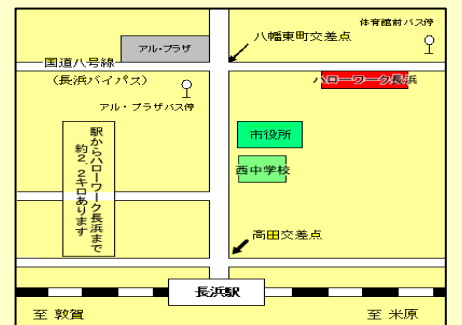 体育館前バス停
八幡東町交差点
アル・プラザ
国道八号線
(長浜バイパス)
ハローワーク長浜
アル・プラザバス停
駅からハローワーク長浜まで
約2.2キロあります
市役所
西中学校
高田交差点
長浜駅
至 敦賀
至 米原